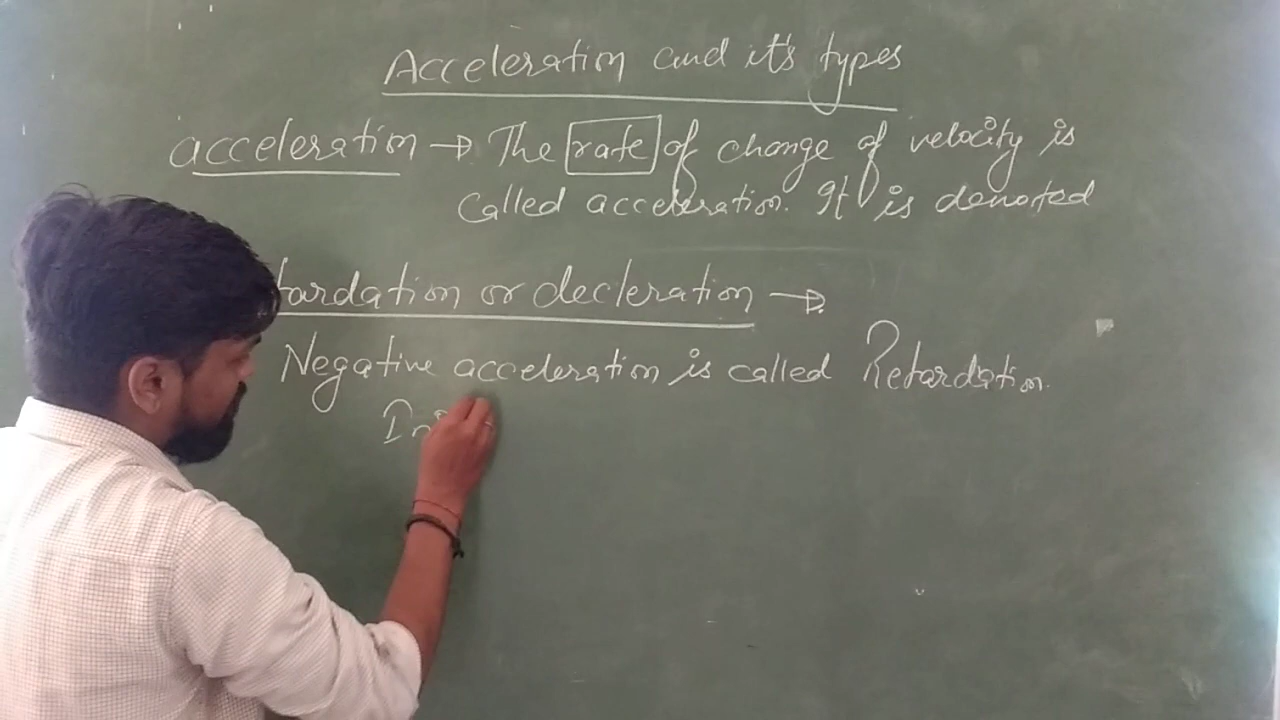 Acceleration and it's types
acceleration → The rate of change of velocity is
called acceleration. It is denoted
tardation or decleration →
Negative acceleration is called Retardation.